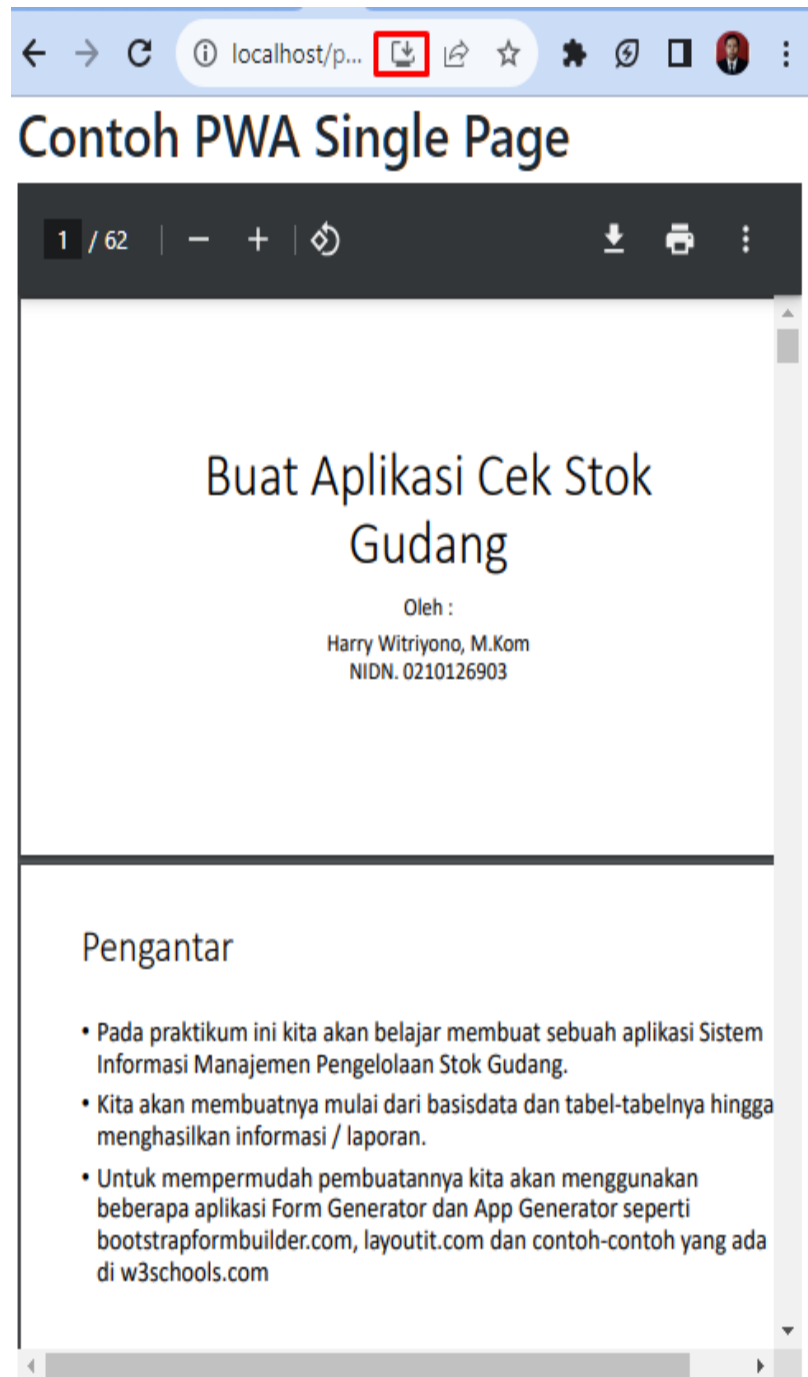 localhost/p...
Contoh PWA Single Page
1 / 62
Buat Aplikasi Cek Stok
Gudang
Oleh :
Harry Witriyono, M.Kom
NIDN. 0210126903
Pengantar
• Pada praktikum ini kita akan belajar membuat sebuah aplikasi Sistem
Informasi Manajemen Pengelolaan Stok Gudang.
• Kita akan membuatnya mulai dari basisdata dan tabel-tabelnya hingga
menghasilkan informasi / laporan.
• Untuk mempermudah pembuatannya kita akan menggunakan
beberapa aplikasi Form Generator dan App Generator seperti
bootstrapformbuilder.com, layoutit.com dan contoh-contoh yang ada
di w3schools.com